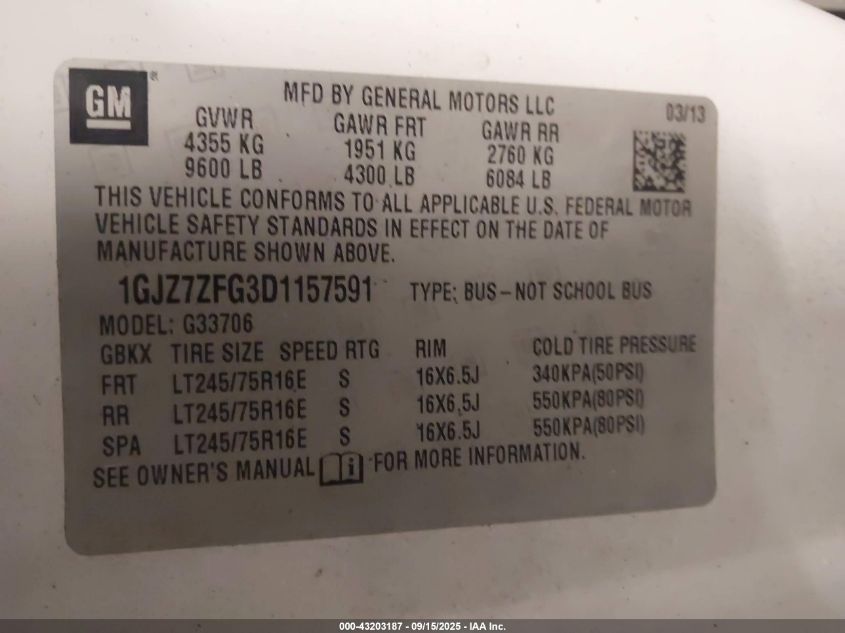 GM
MFD BY GENERAL MOTORS LLC 03/13
GVWR GAWR FRT GAWR RR
4355 KG 1951 KG 2760 KG
9600 LB 4300 LB 6084 LB
THIS VEHICLE CONFORMS TO ALL APPLICABLE U.S. FEDERAL MOTOR
VEHICLE SAFETY STANDARDS IN EFFECT ON THE DATE OF
MANUFACTURE SHOWN ABOVE.
1GJZ7ZFG3D1157591 TYPE: BUS-NOT SCHOOL BUS
MODEL: G33706
GBKX TIRE SIZE SPEED RTG RIM COLD TIRE PRESSURE
FRT LT245/75R16E S 16X6.5J 340KPA(50PSI)
RR LT245/75R16E S 16X6.5J 550KPA(80PSI)
SPA LT245/75R16E S 16X6.5J 550KPA(80PSI)
SEE OWNER'S MANUAL i FOR MORE INFORMATION.
000-43203187 - 09/15/2025 - IAA Inc.